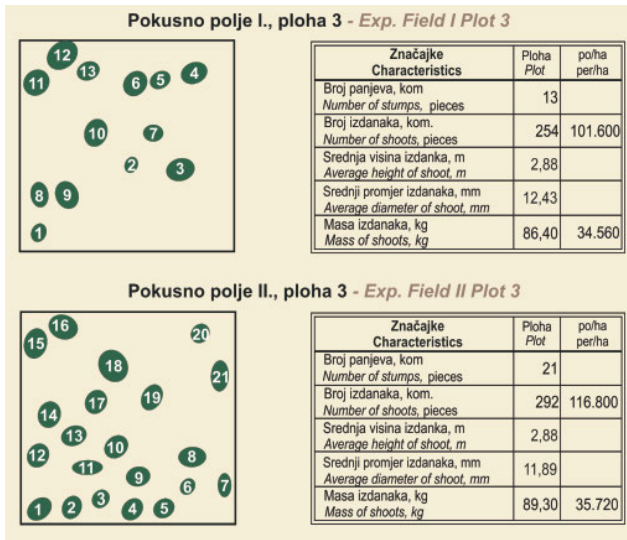 Pokusno polje I., ploha 3 - Exp. Field I Plot 3
12
13
11
6
5
4
10
7
2
3
8
9
1
Značajke
Characteristics
Ploha
Plot
po/ha
per/ha
Broj panjeva, kom
Number of stumps, pieces
13
Broj izdanaka, kom.
Number of shoots, pieces
254
101.600
Srednja visina izdanka, m
Average height of shoot, m
2,88
Srednji promjer izdanaka, mm
Average diameter of shoot, mm
12,43
Masa izdanaka, kg
Mass of shoots, kg
86,40
34.560
Pokusno polje II., ploha 3 - Exp. Field II Plot 3
16
15
20
18
21
17
19
14
13
12
10
11
8
9
6
7
3
1
2
4
5
Značajke
Characteristics
Ploha
Plot
po/ha
per/ha
Broj panjeva, kom
Number of stumps, pieces
21
Broj izdanaka, kom.
Number of shoots, pieces
292
116.800
Srednja visina izdanka, m
Average height of shoot, m
2,88
Srednji promjer izdanaka, mm
Average diameter of shoot, mm
11,89
Masa izdanaka, kg
Mass of shoots, kg
89,30
35.720